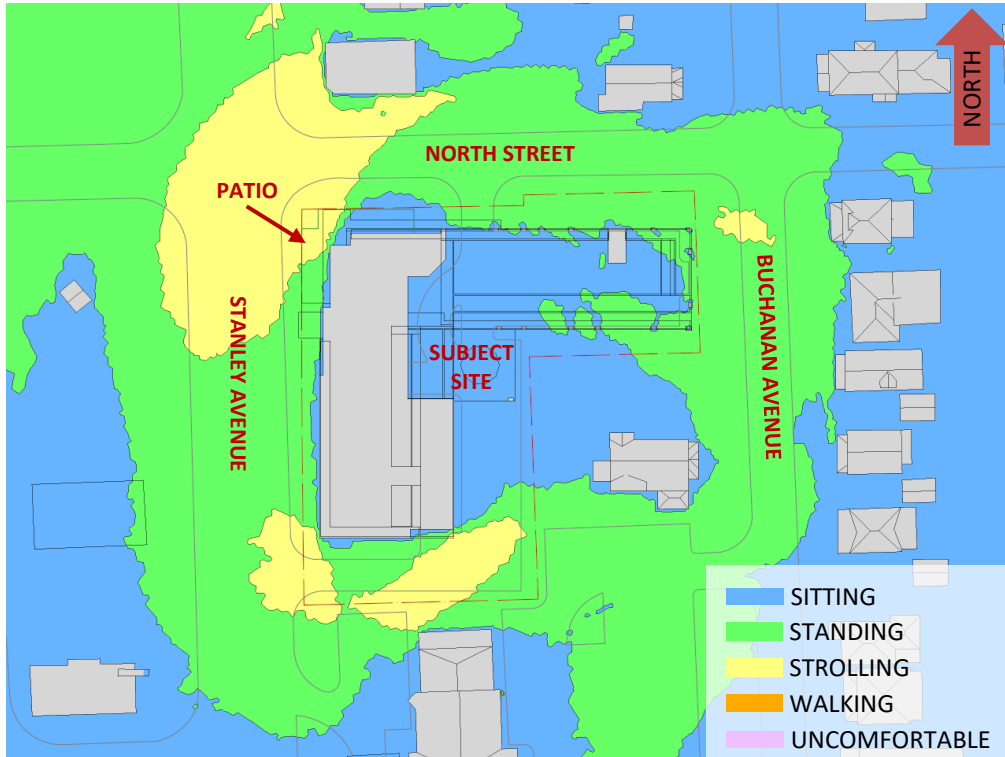 NORTH
NORTH STREET
PATIO
STANLEY AVENUE
BUCHANAN AVENUE
SUBJECT
SITE
SITTING
STANDING
STROLLING
WALKING
UNCOMFORTABLE